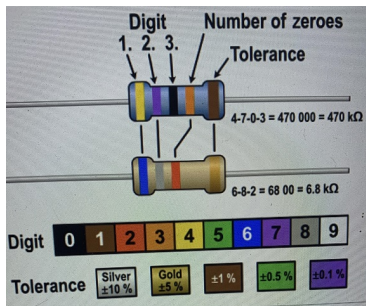 Digit Number of zeroes
1. 2. 3.
Tolerance
4-7-0-3 = 470 000 = 470 kΩ
6-8-2 = 68 00 = 6.8 kΩ
Digit 0 1 2 3 4 5 6 7 8 9
Tolerance Silver ±10 % Gold ±5 % ±1 % ±0.5 % ±0.1 %